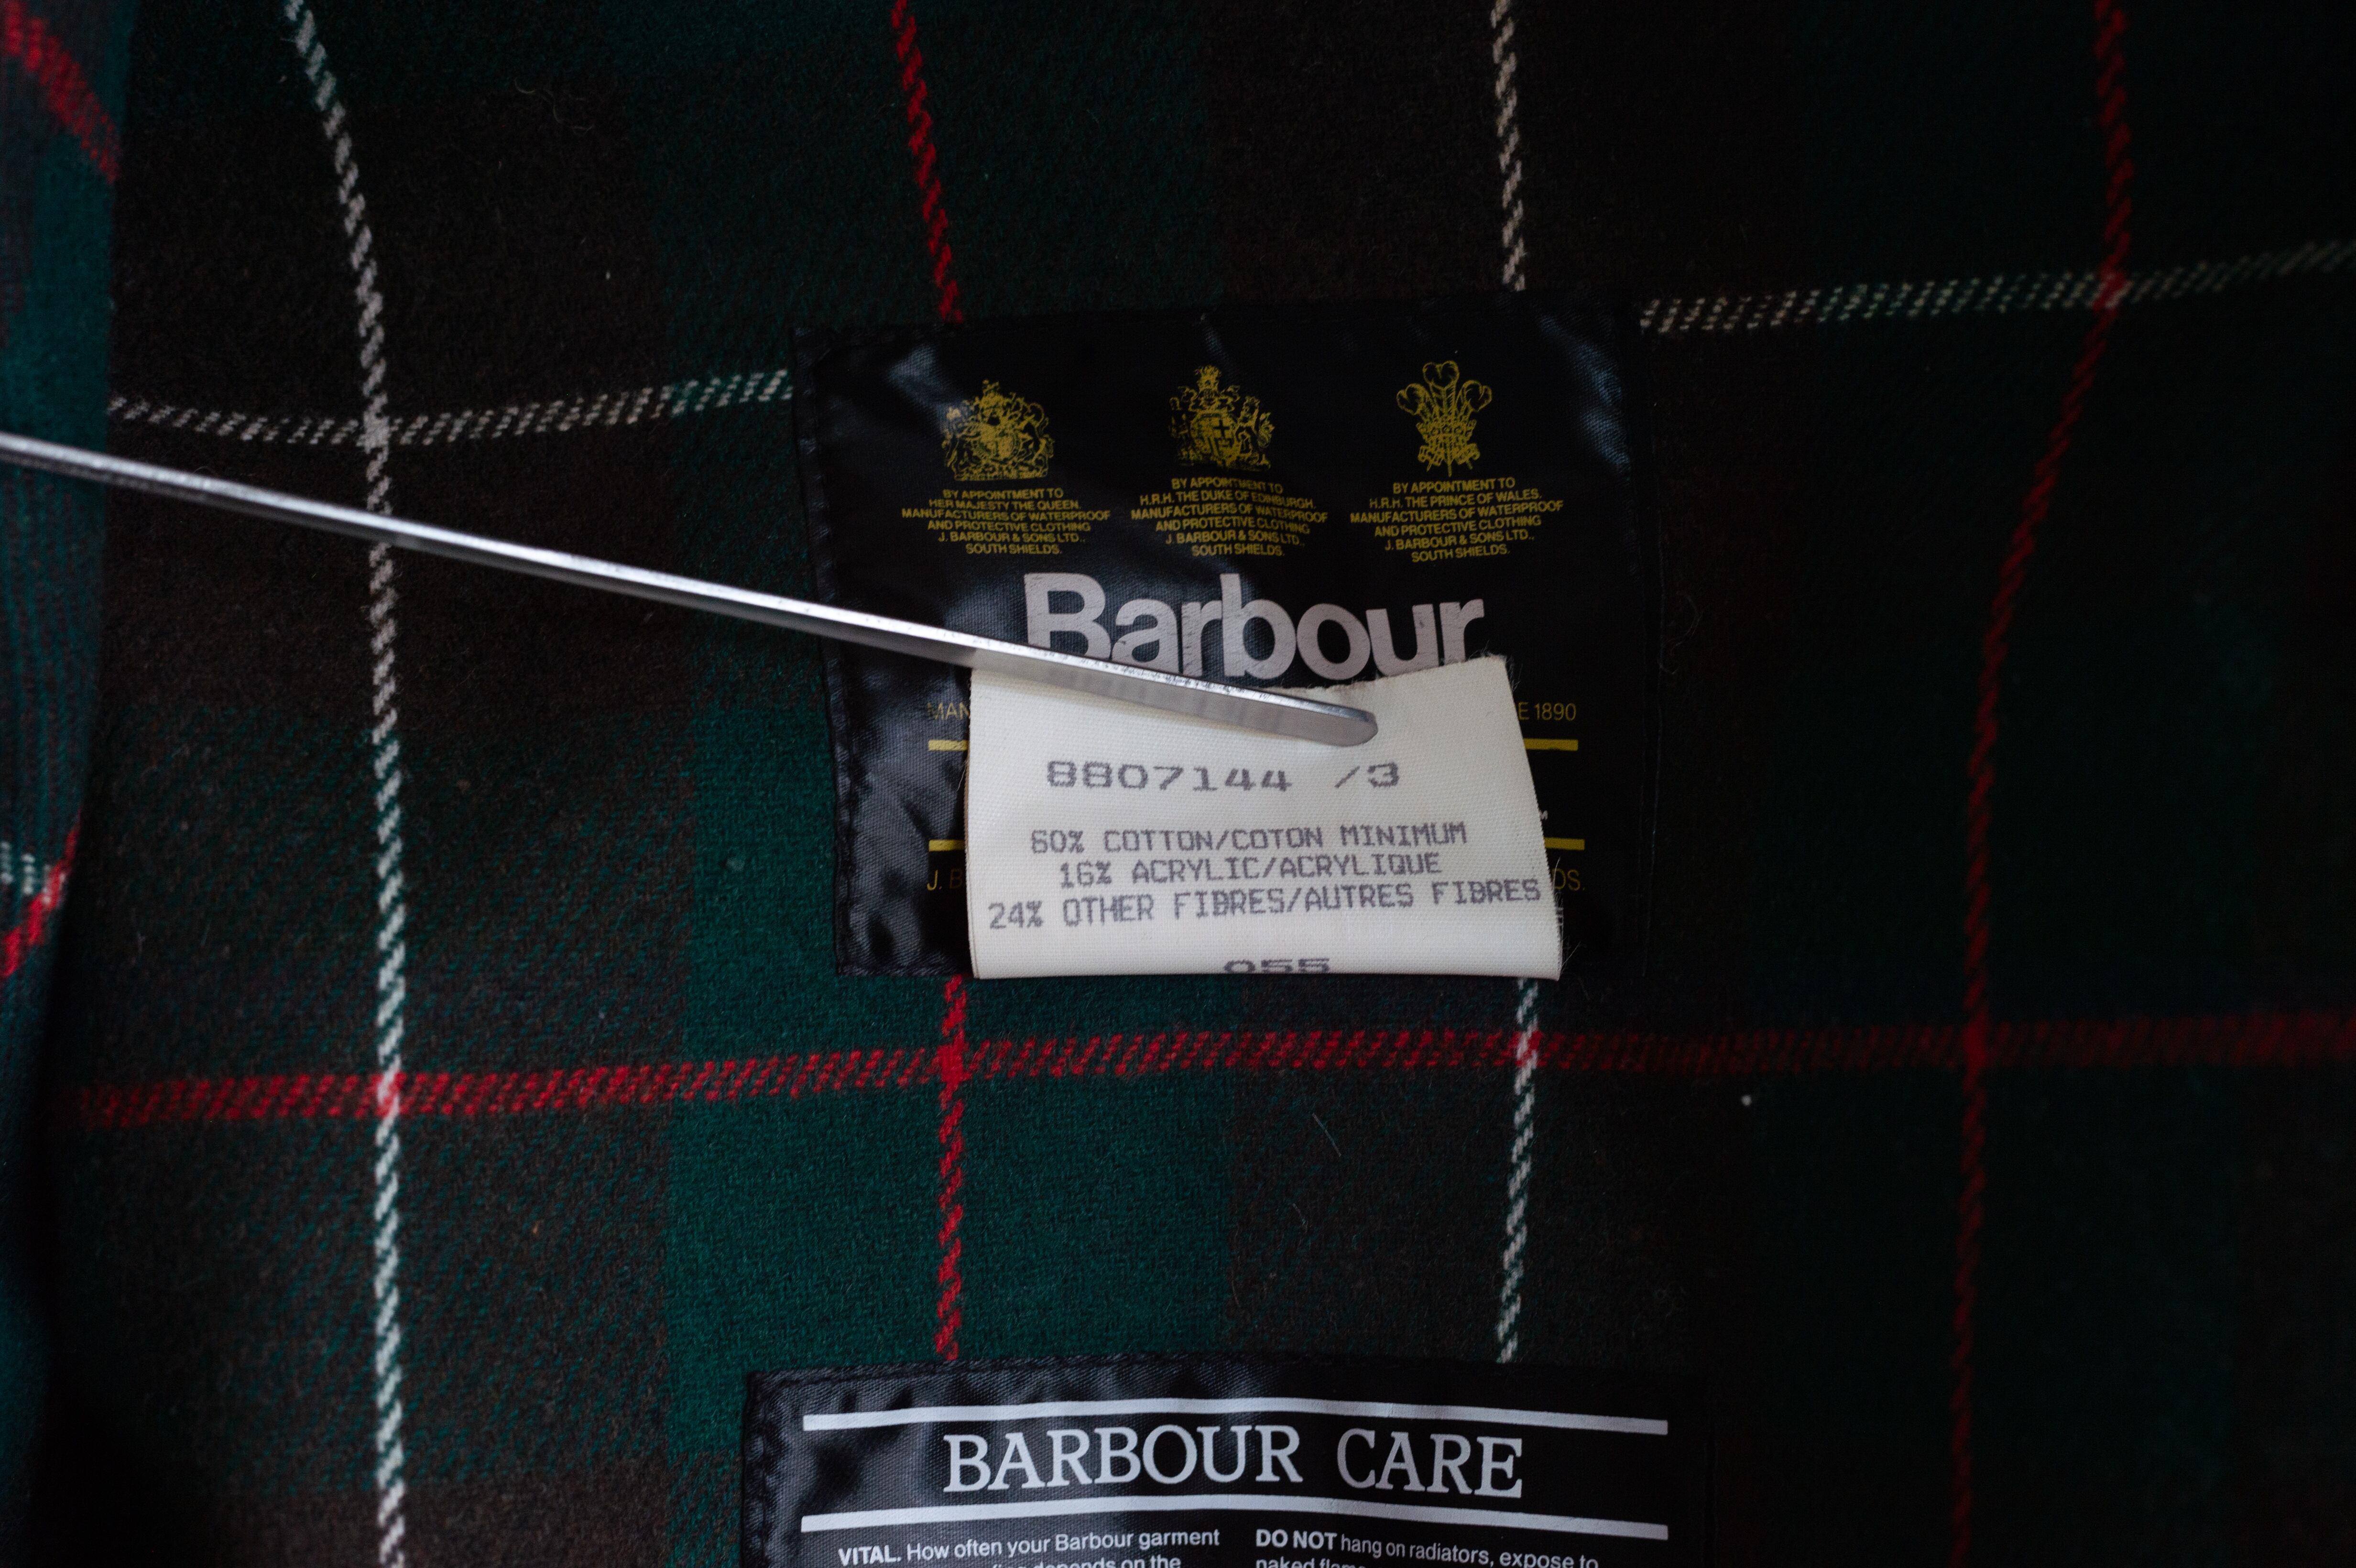 BY APPOINTMENT TO
HER MAJESTY THE QUEEN.
MANUFACTURERS OF WATERPROOF
AND PROTECTIVE CLOTHING
J. BARBOUR & SONS LTD.,
SOUTH SHIELDS.
BY APPOINTMENT TO
H.R.H. THE DUKE OF EDINBURGH.
MANUFACTURERS OF WATERPROOF
AND PROTECTIVE CLOTHING
J. BARBOUR & SONS LTD.,
SOUTH SHIELDS.
BY APPOINTMENT TO
H.R.H. THE PRINCE OF WALES.
MANUFACTURERS OF WATERPROOF
AND PROTECTIVE CLOTHING
J. BARBOUR & SONS LTD.,
SOUTH SHIELDS.
Barbour
1890
8807144 /3
60% COTTON/COTON MINIMUM
16% ACRYLIC/ACRYLIQUE
24% OTHER FIBRES/AUTRES FIBRES
BARBOUR CARE
VITAL. How often your Barbour garment
depends on the
DO NOT hang on radiators, expose to